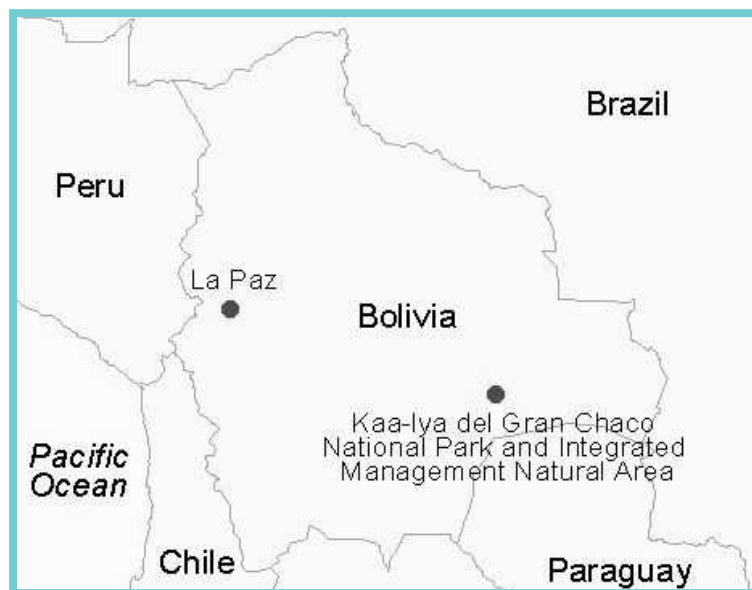 Brazil
Peru
La Paz
Bolivia
Kaa-Iya del Gran Chaco
National Park and Integrated
Management Natural Area
Pacific
Ocean
Chile
Paraguay